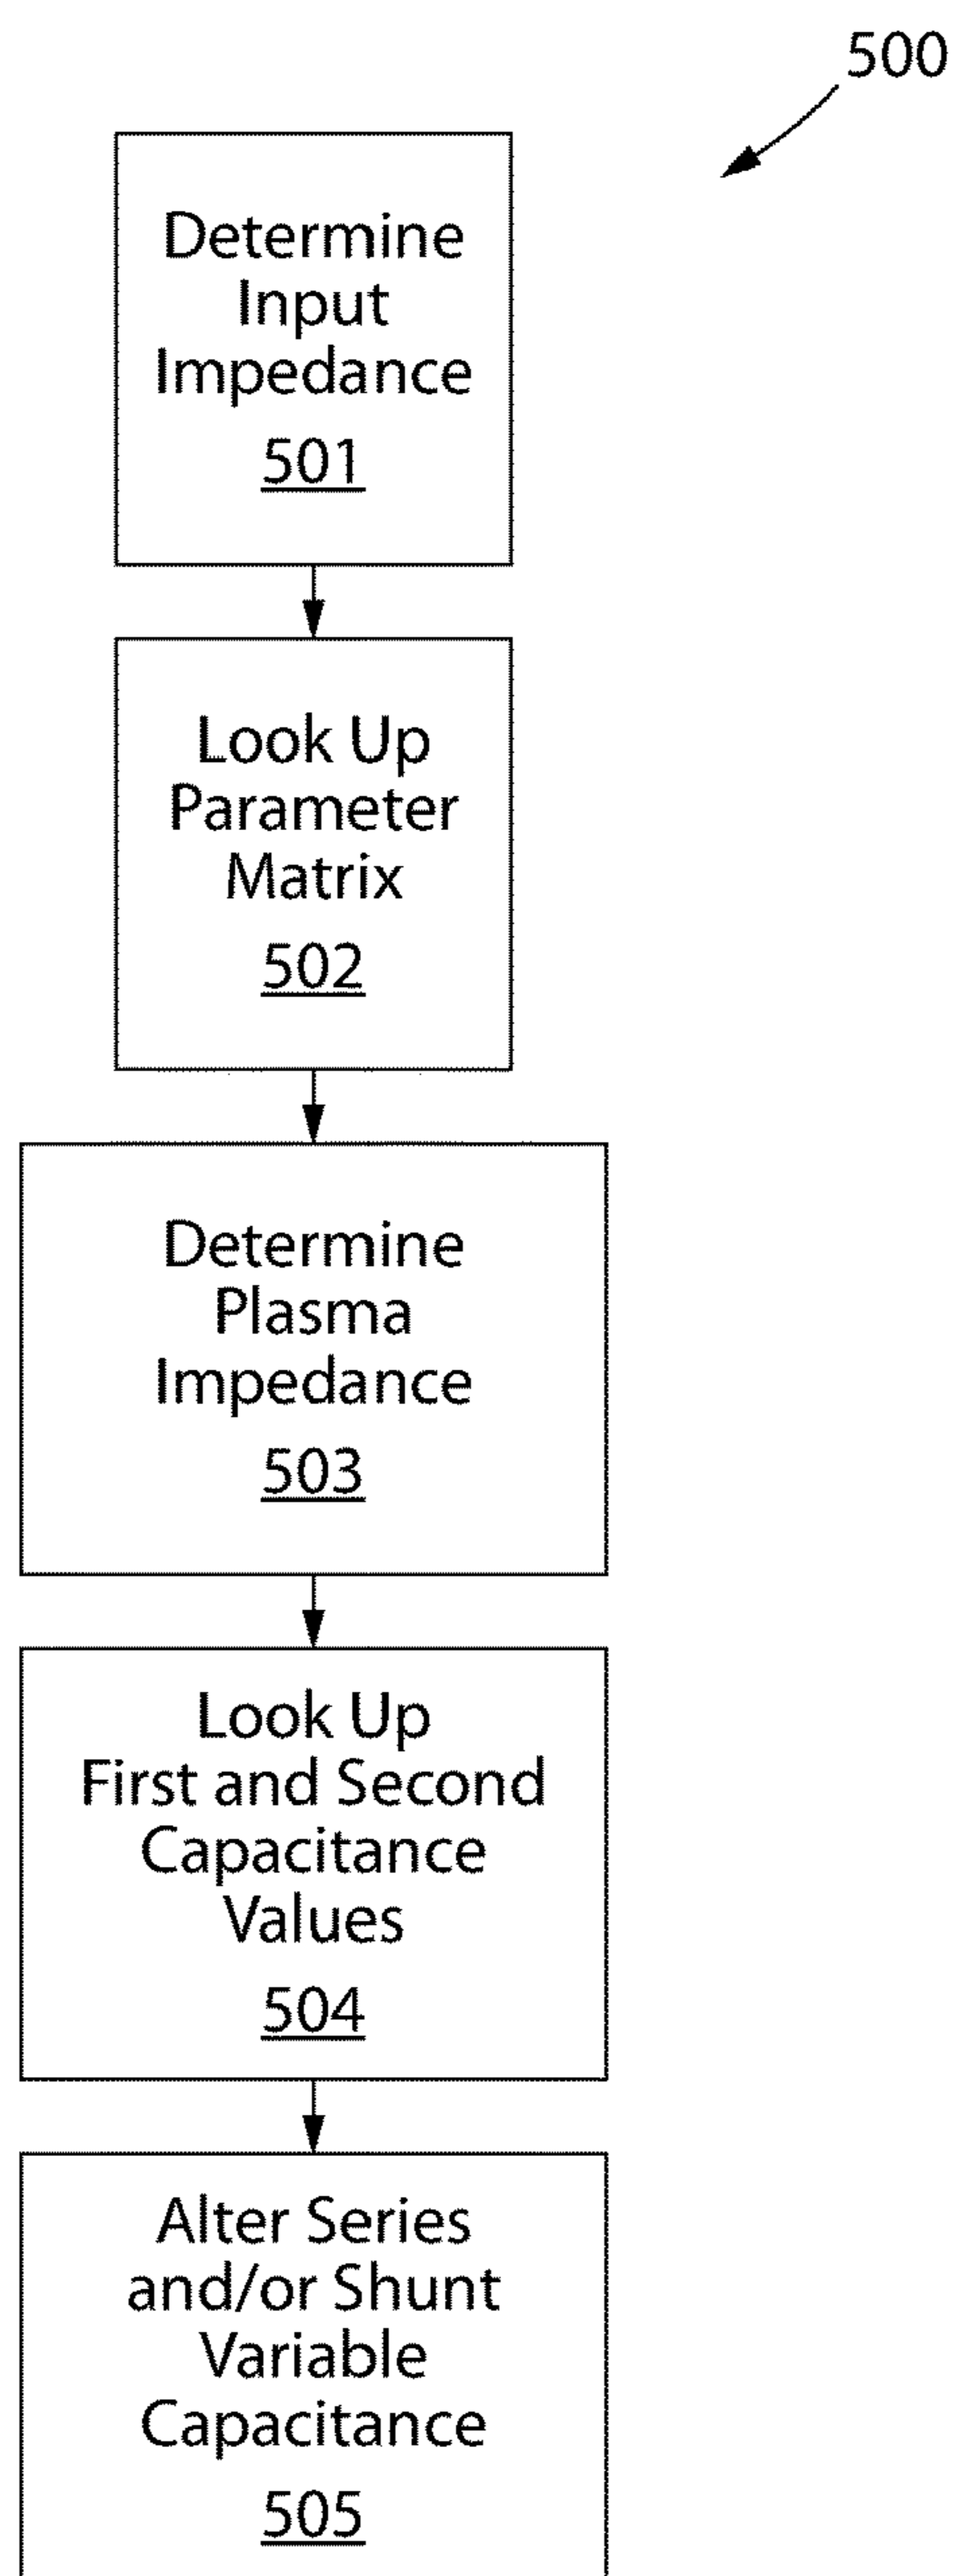 500
Determine
Input
Impedance
501
Look Up
Parameter
Matrix
502
Determine
Plasma
Impedance
503
Look Up
First and Second
Capacitance
Values
504
Alter Series
and/or Shunt
Variable
Capacitance
505